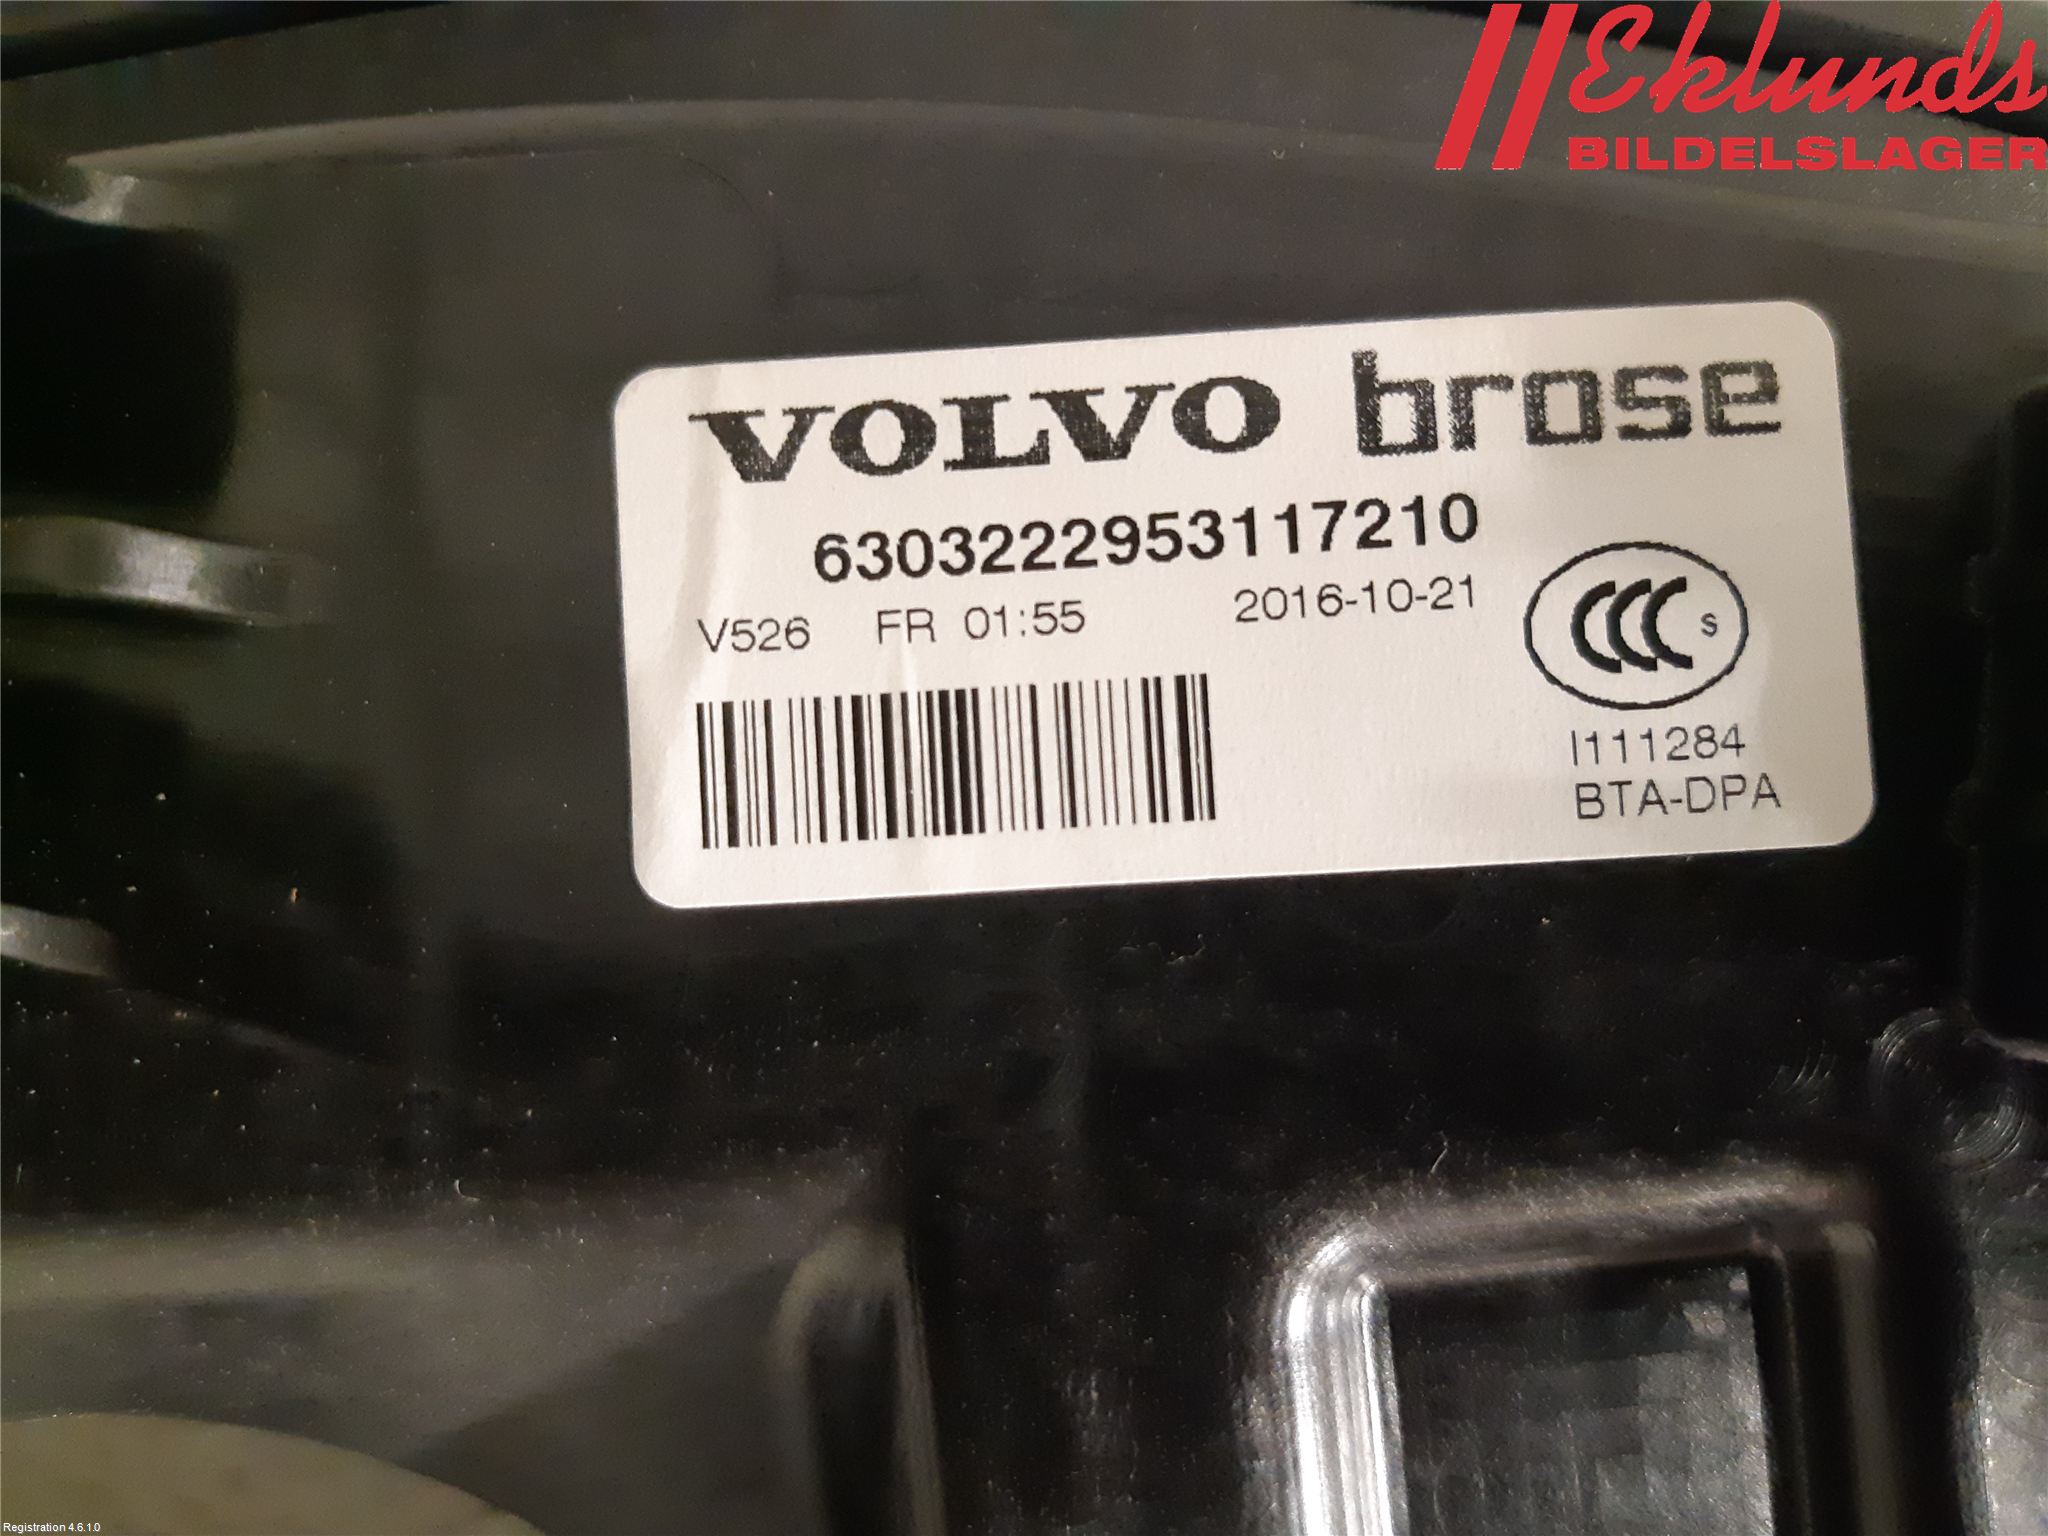 Eklunds
BILDELSLAGER
VOLVO brose
6303222953117210
V526 FR 01:55 2016-10-21
CCC S
I111284
BTA-DPA
Registration 4.6.1.0